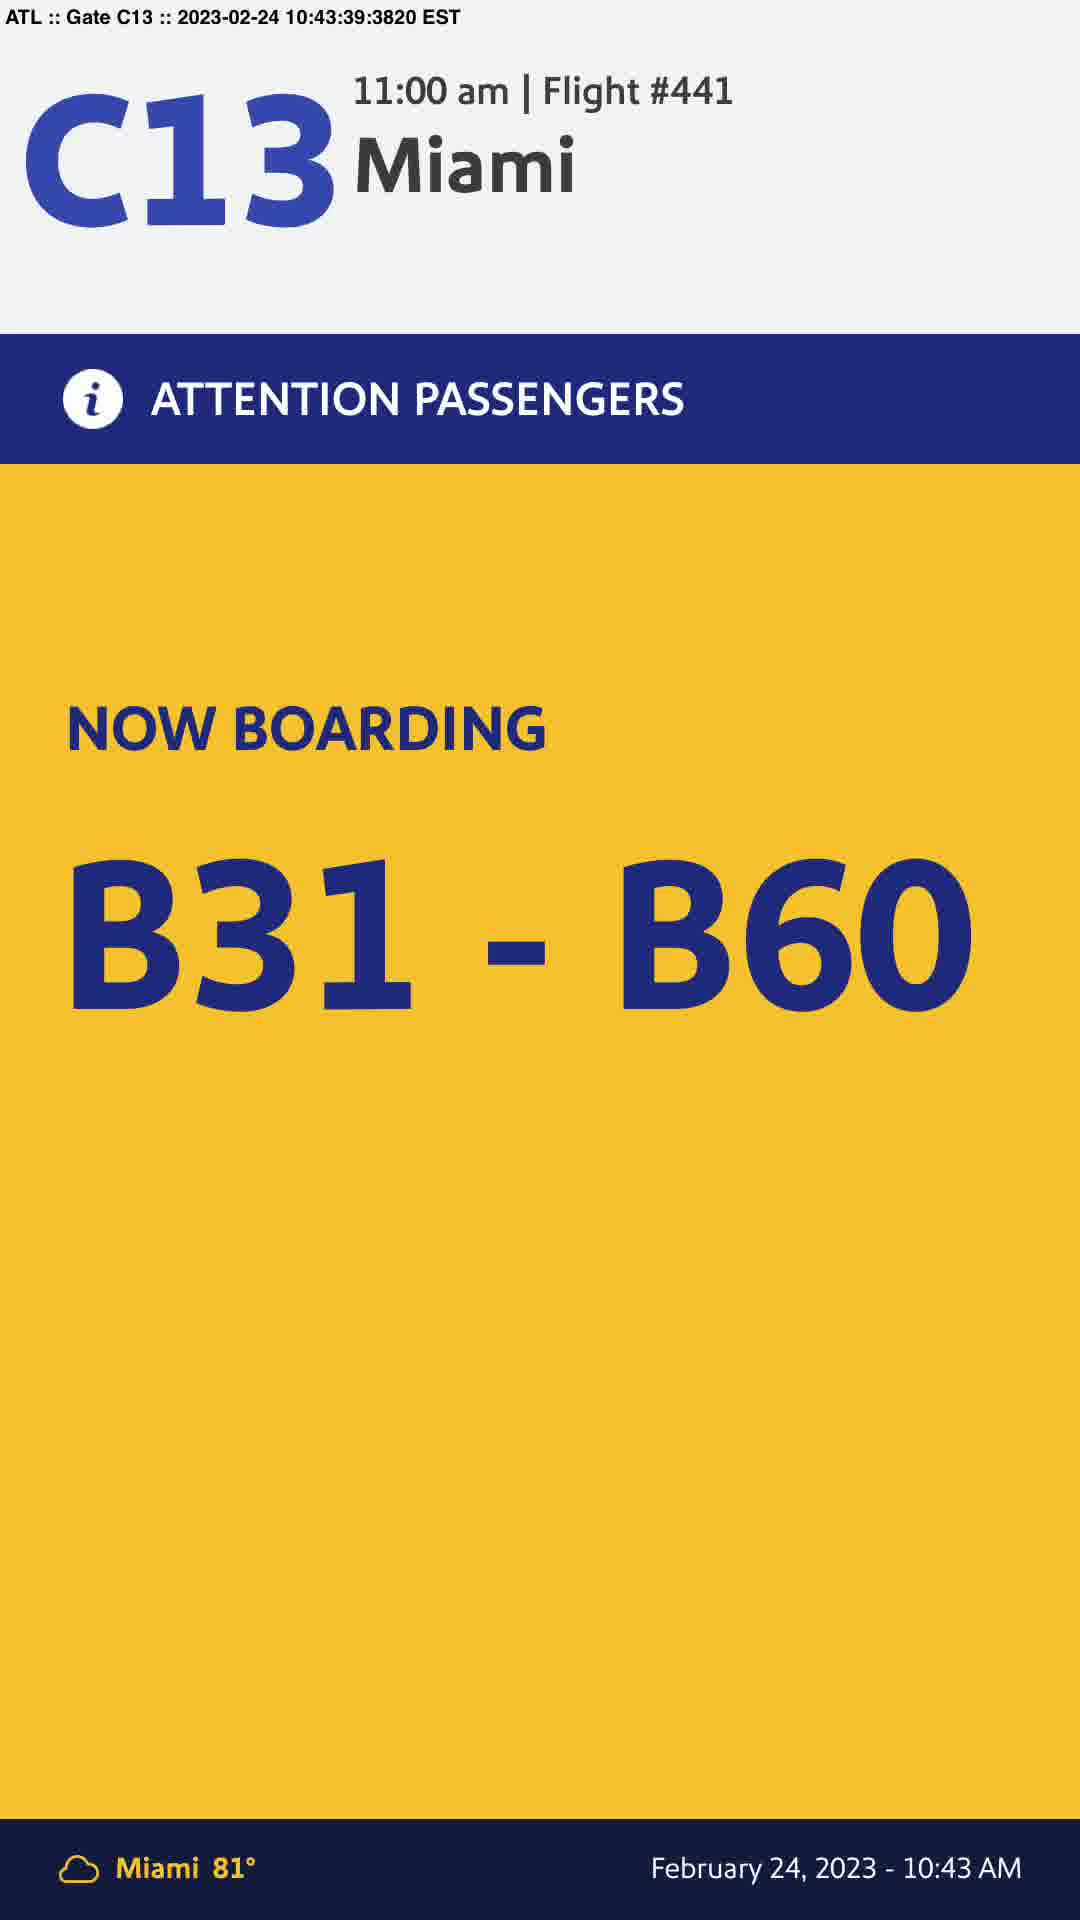 ATL :: Gate C13 :: 2023-02-24 10:43:39:3820 EST
C13
11:00 am | Flight #441
Miami
i ATTENTION PASSENGERS
NOW BOARDING
B31 - B60
Miami 81°
February 24, 2023 - 10:43 AM